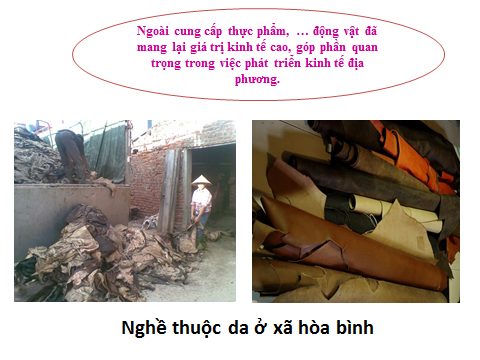 Ngoài cung cấp thực phẩm, … động vật đã
mang lại giá trị kinh tế cao, góp phần quan
trọng trong việc phát triển kinh tế địa
phương.
Nghề thuộc da ở xã hòa bình